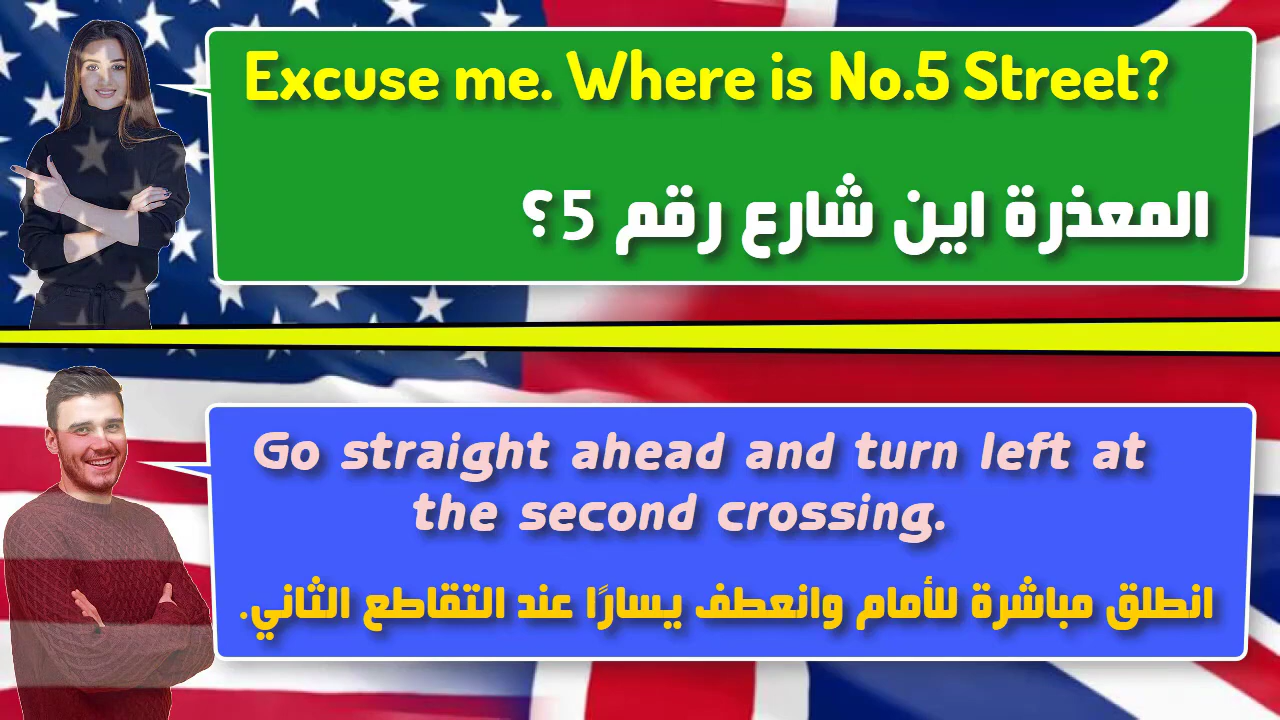 Excuse me. Where is No.5 Street?
المعذرة اين شارع رقم 5؟
Go straight ahead and turn left at
the second crossing.
انطلق مباشرة للأمام وانعطف يسارًا عند التقاطع الثاني.